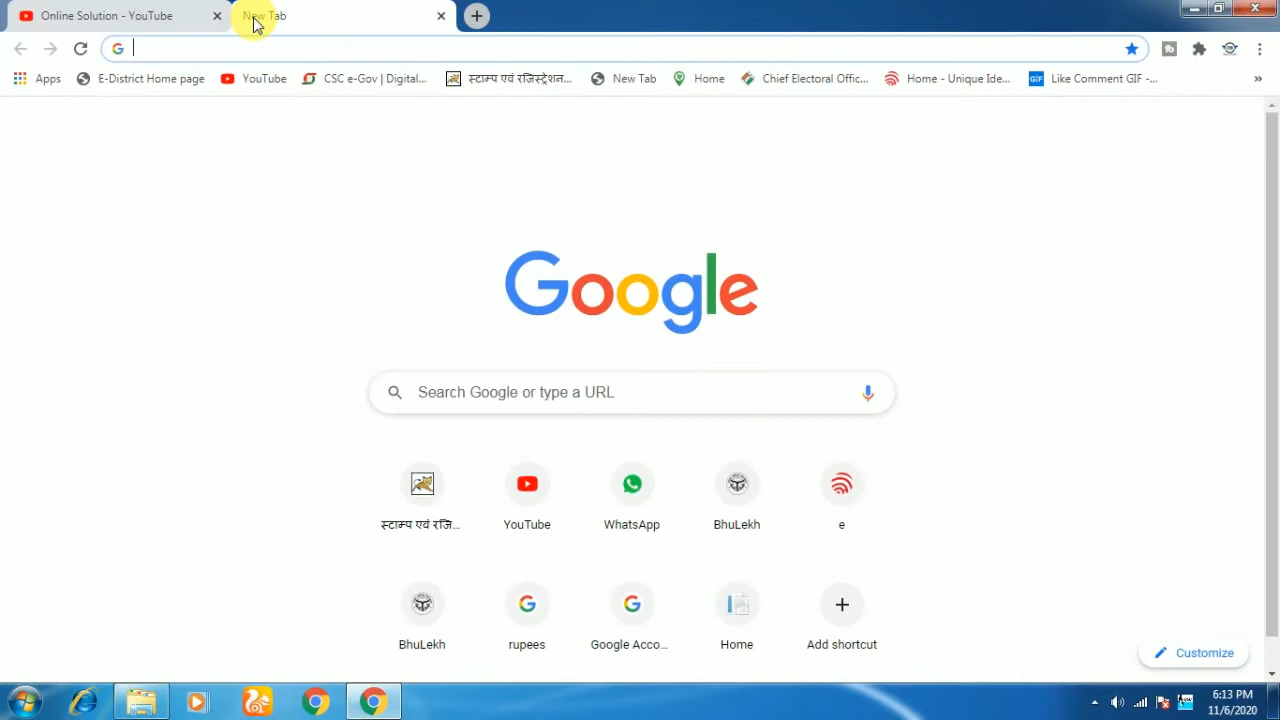 Online Solution - YouTube
New Tab
Apps
E-District Home page
YouTube
CSC e-Gov | Digital...
स्टाम्प एवं रजिस्ट्रेशन...
New Tab
Home
Chief Electoral Offic...
Home - Unique Ide...
GIF
Like Comment GIF -...
Google
Search Google or type a URL
स्टाम्प एवं रजि...
YouTube
WhatsApp
BhuLekh
e
BhuLekh
rupees
Google Acco...
Home
Add shortcut
Customize
6:13 PM
11/6/2020